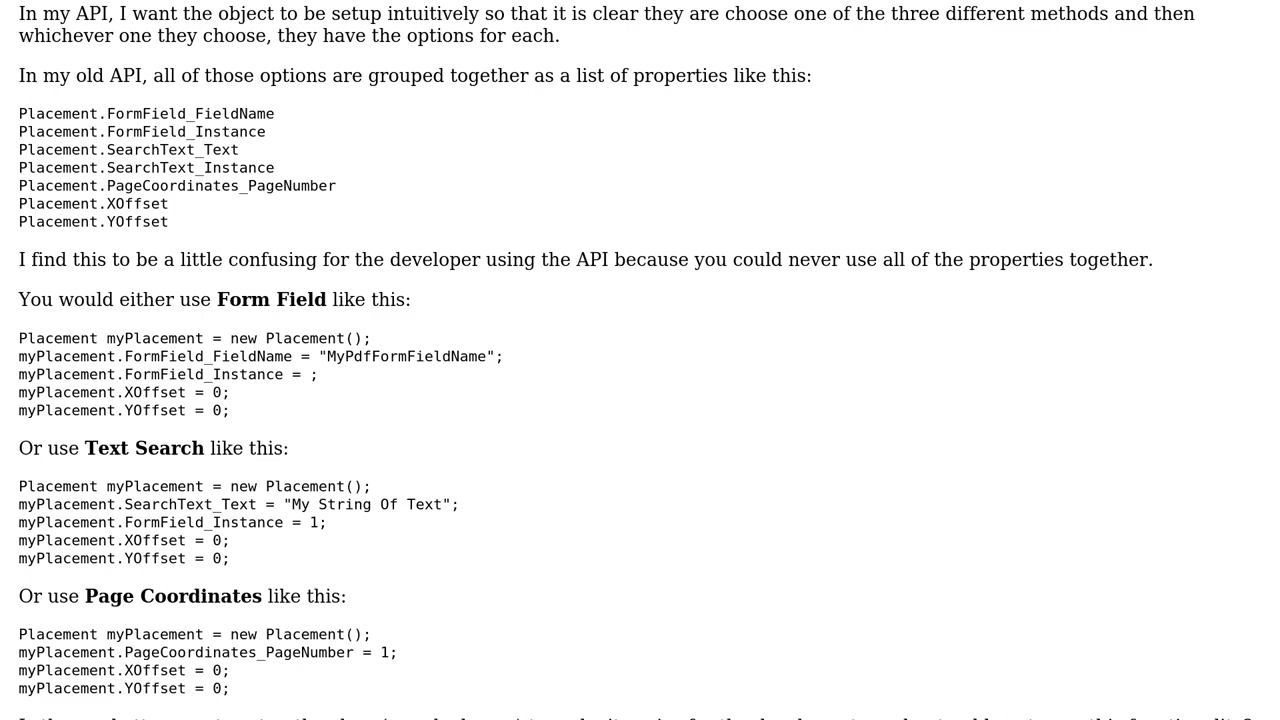 In my API, I want the object to be setup intuitively so that it is clear they are choose one of the three different methods and then
whichever one they choose, they have the options for each.
In my old API, all of those options are grouped together as a list of properties like this:
Placement.FormField_FieldName
Placement.FormField_Instance
Placement.SearchText_Text
Placement.SearchText_Instance
Placement.PageCoordinates_PageNumber
Placement.XOffset
Placement.YOffset
I find this to be a little confusing for the developer using the API because you could never use all of the properties together.
You would either use Form Field like this:
Placement myPlacement = new Placement();
myPlacement.FormField_FieldName = "MyPdfFormFieldName";
myPlacement.FormField_Instance = ;
myPlacement.XOffset = 0;
myPlacement.YOffset = 0;
Or use Text Search like this:
Placement myPlacement = new Placement();
myPlacement.SearchText_Text = "My String Of Text";
myPlacement.FormField_Instance = 1;
myPlacement.XOffset = 0;
myPlacement.YOffset = 0;
Or use Page Coordinates like this:
Placement myPlacement = new Placement();
myPlacement.PageCoordinates_PageNumber = 1;
myPlacement.XOffset = 0;
myPlacement.YOffset = 0;